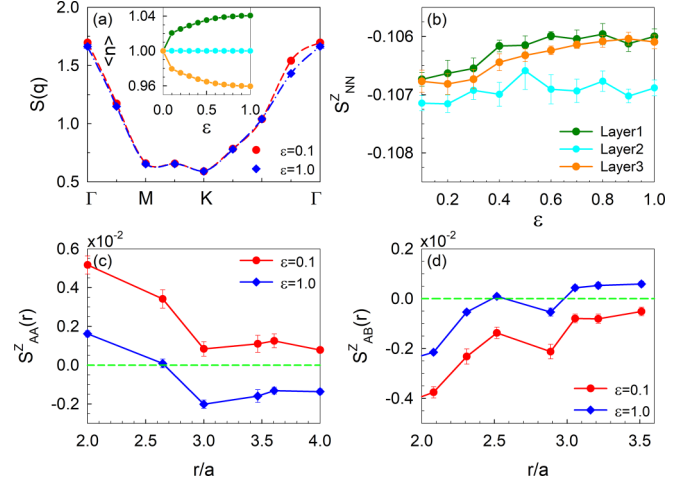 (a)
S(q)
2.0
1.5
1.0
0.5
Γ M K Γ
<n>
1.04
1.00
0.96
0.0 0.5 1.0
ε
ε=0.1
ε=1.0
(b)
S^Z_NN
-0.106
-0.107
-0.108
0.2 0.4 0.6 0.8 1.0
ε
Layer1
Layer2
Layer3
x10^-2
(c)
S^Z_AA(r)
0.6
0.4
0.2
0.0
-0.2
2.0 2.5 3.0 3.5 4.0
r/a
ε=0.1
ε=1.0
x10^-2
(d)
S^Z_AB(r)
0.2
0.0
-0.2
-0.4
2.0 2.5 3.0 3.5
r/a
ε=0.1
ε=1.0